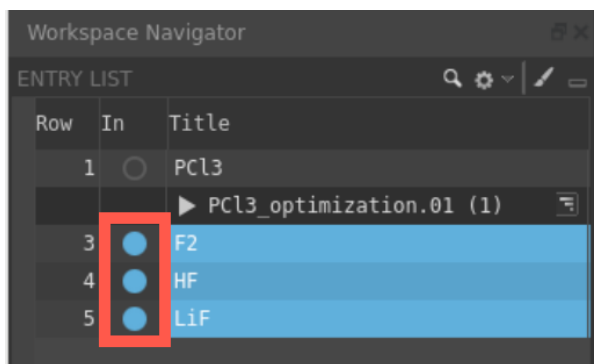 Workspace Navigator
ENTRY LIST
Row In Title
1 PCl3
PCl3_optimization.01 (1)
3 F2
4 HF
5 LiF